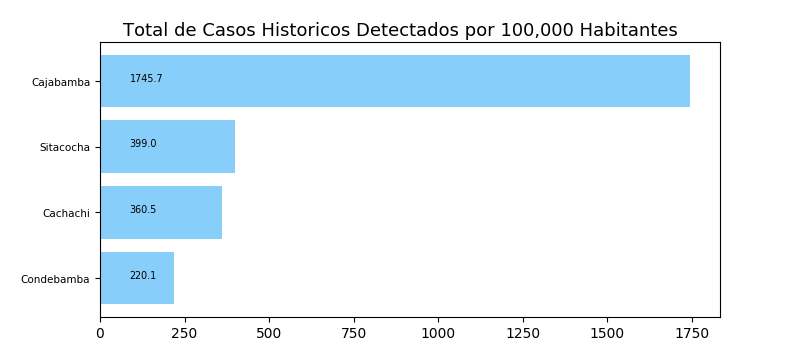 Total de Casos Historicos Detectados por 100,000 Habitantes
Cajabamba
1745.7
Sitacocha
399.0
Cachachi
360.5
Condebamba
220.1
0 250 500 750 1000 1250 1500 1750